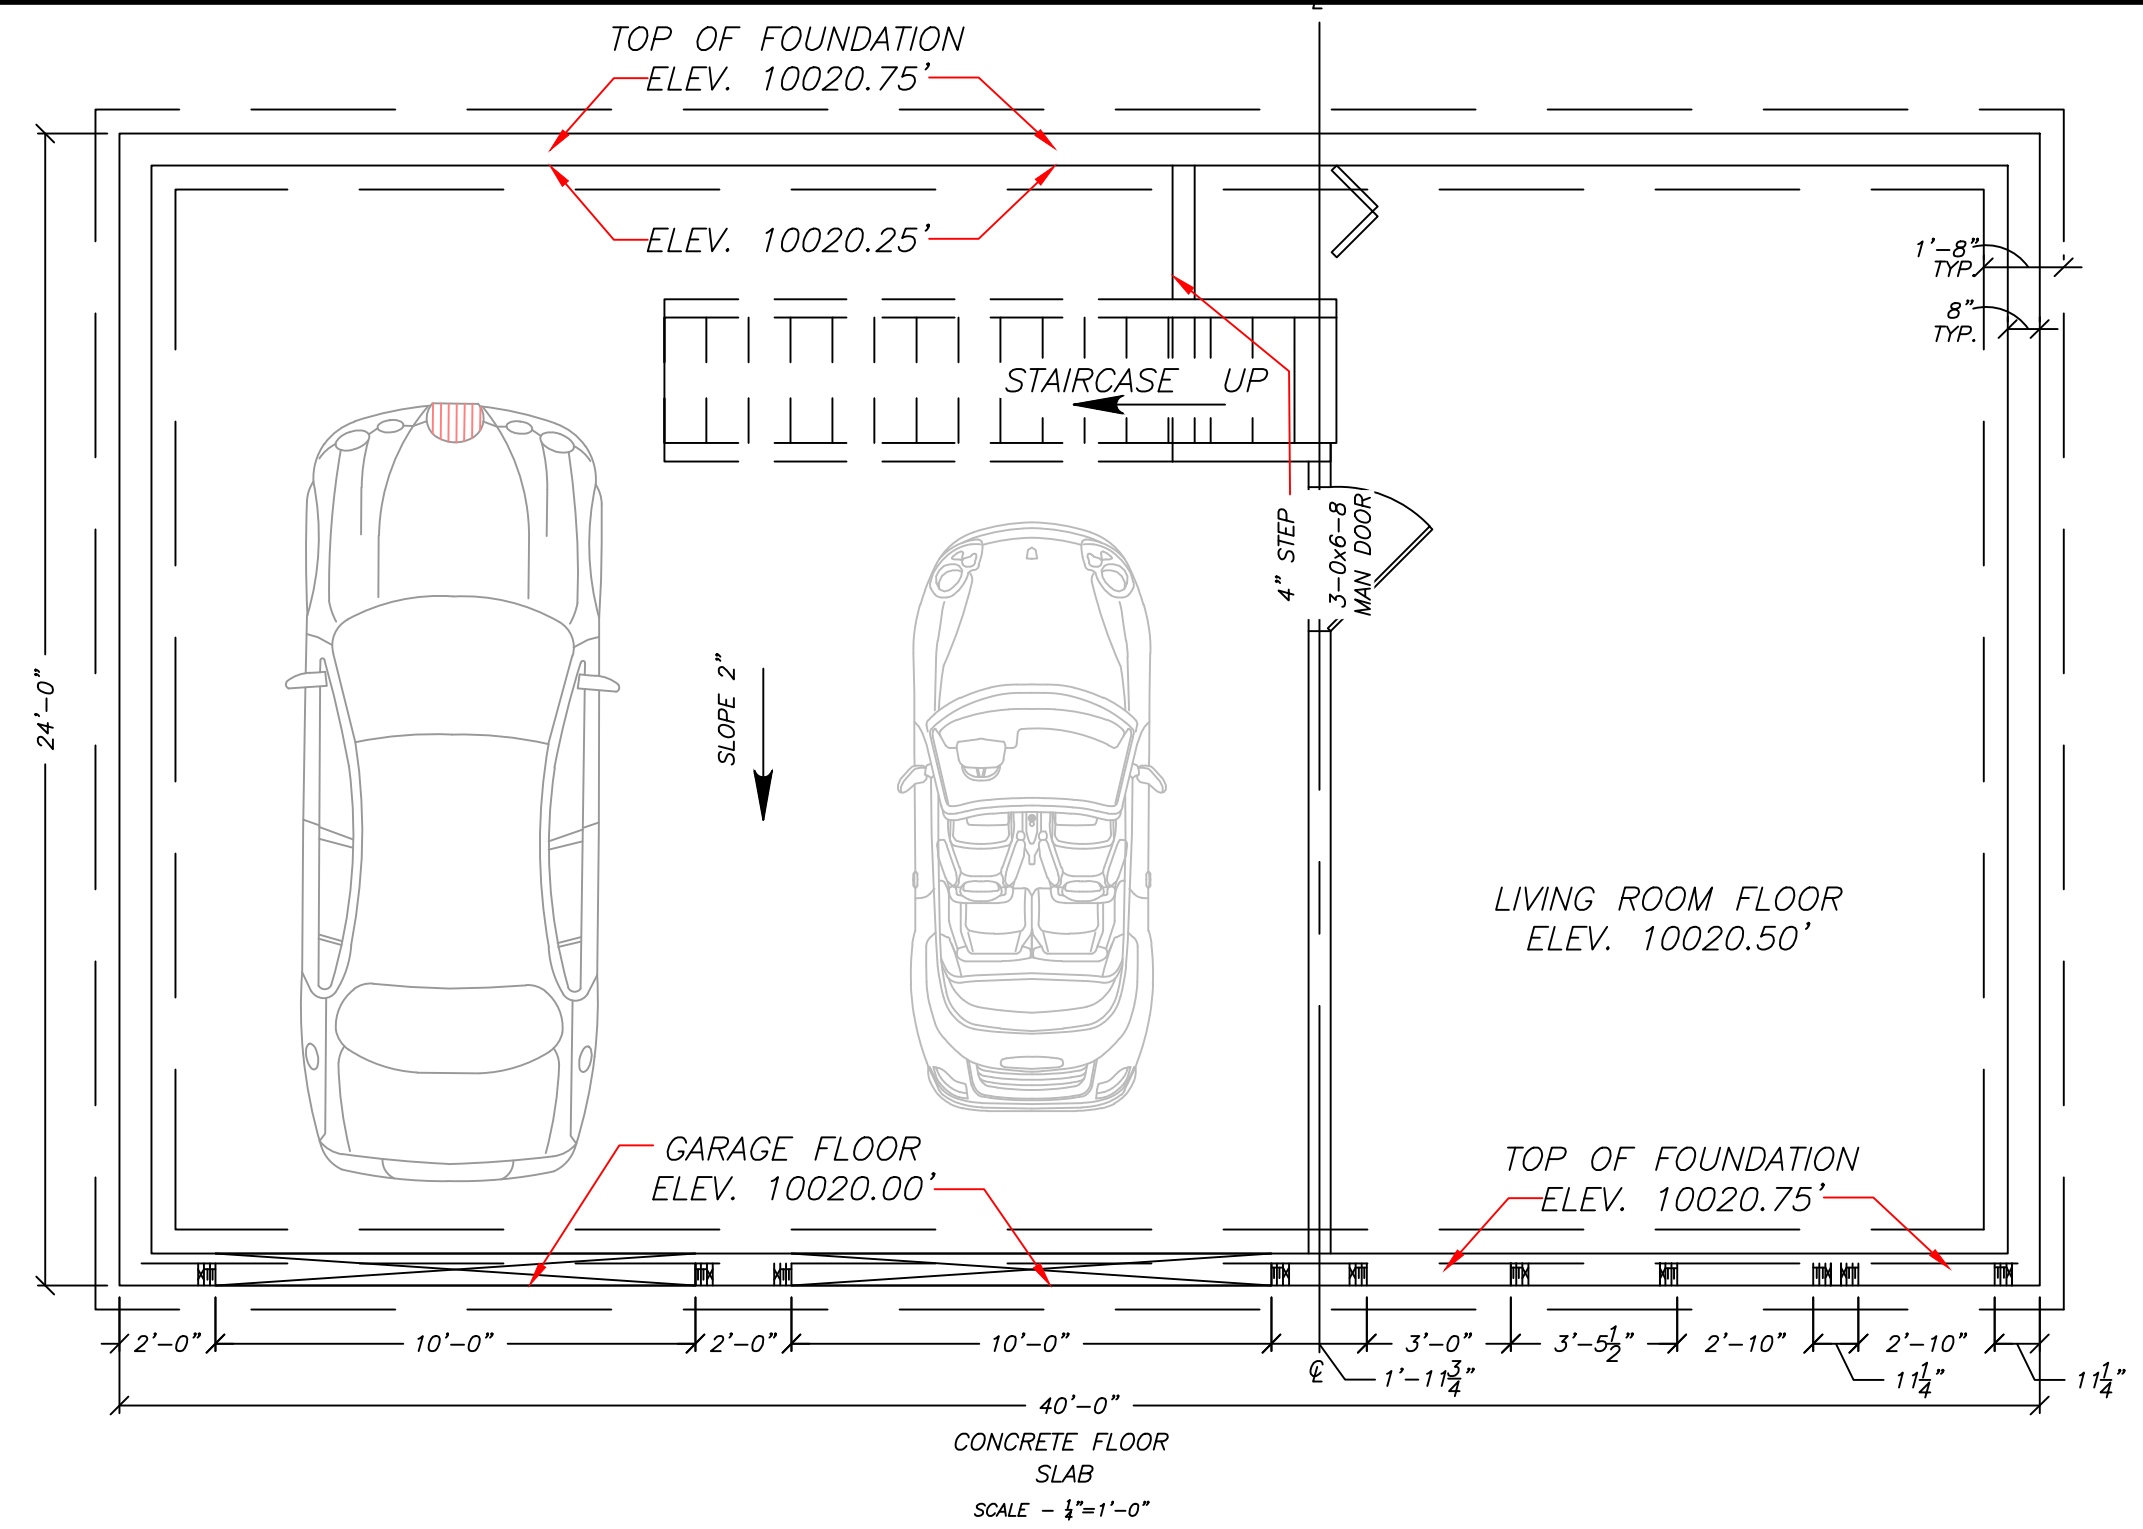 TOP OF FOUNDATION
ELEV. 10020.75'
ELEV. 10020.25'
1'-8"
TYP.
8"
TYP.
STAIRCASE UP
4" STEP
3-0x6-8
MAN DOOR
24'-0"
SLOPE 2"
LIVING ROOM FLOOR
ELEV. 10020.50'
GARAGE FLOOR
ELEV. 10020.00'
TOP OF FOUNDATION
ELEV. 10020.75'
2'-0" 10'-0" 2'-0" 10'-0" 3'-0" 3'-5 1/2" 2'-10" 2'-10"
℄ 1'-11 3/4" 11 1/4" 11 1/4"
40'-0"
CONCRETE FLOOR
SLAB
SCALE - 1/4"=1'-0"